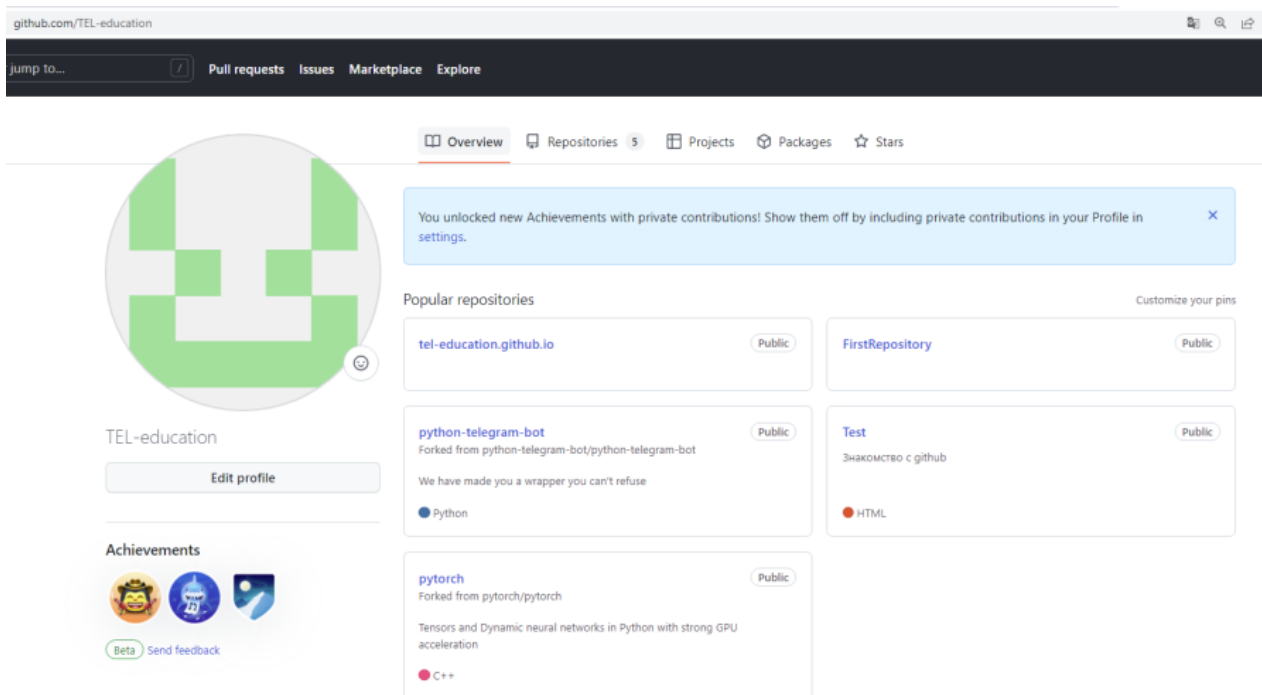 github.com/TEL-education
jump to... /
Pull requests Issues Marketplace Explore
Overview Repositories 5 Projects Packages Stars
You unlocked new Achievements with private contributions! Show them off by including private contributions in your Profile in
settings.
Popular repositories
Customize your pins
tel-education.github.io Public
FirstRepository Public
python-telegram-bot Public
Forked from python-telegram-bot/python-telegram-bot
We have made you a wrapper you can't refuse
Python
Test Public
Знакомство с github
HTML
pytorch Public
Forked from pytorch/pytorch
Tensors and Dynamic neural networks in Python with strong GPU
acceleration
C++
TEL-education
Edit profile
Achievements
Beta Send feedback